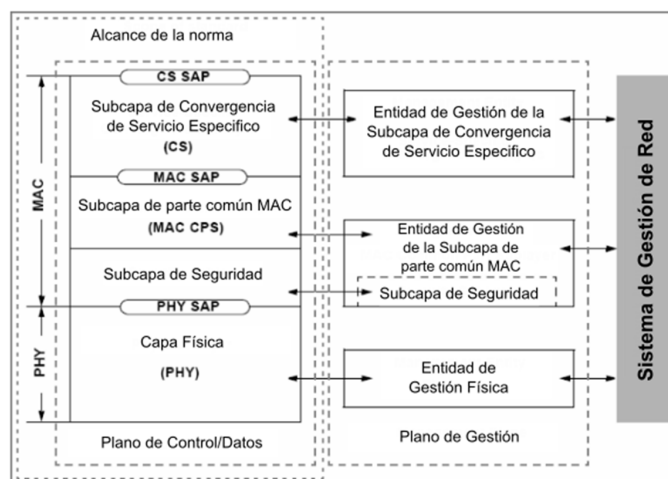 Alcance de la norma
CS SAP
Subcapa de Convergencia
de Servicio Especifico
(CS)
MAC SAP
Subcapa de parte común MAC
(MAC CPS)
Subcapa de Seguridad
PHY SAP
Capa Física
(PHY)
Plano de Control/Datos
MAC
PHY
Entidad de Gestión de la
Subcapa de Convergencia
de Servicio Especifico
Entidad de Gestión
de la Subcapa de
parte común MAC
Subcapa de Seguridad
Entidad de
Gestión Física
Plano de Gestión
Sistema de Gestión de Red